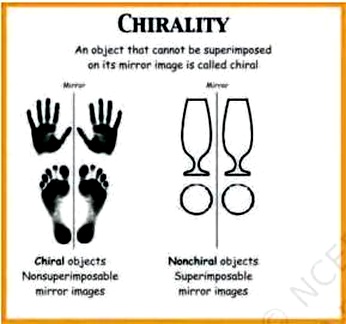 CHIRALITY
An object that cannot be superimposed
on its mirror image is called chiral
Mirror
Mirror
Chiral objects
Nonsuperimposable
mirror images
Nonchiral objects
Superimposable
mirror images
© NCE